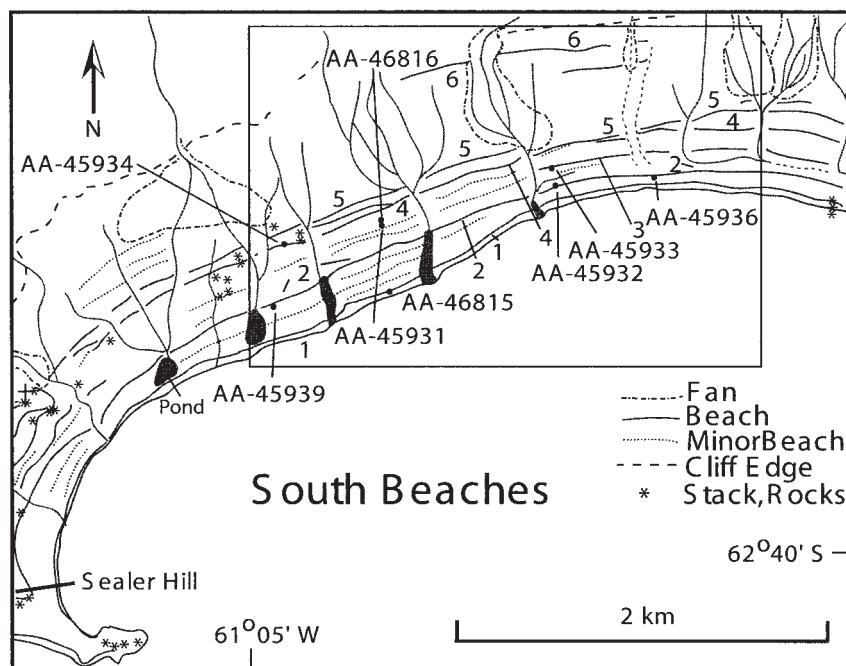 6
AA-46816
6
5
4
N
5
5
AA-45934
2
5
4
3
AA-45936
4
AA-45933
2
1
2
AA-45932
AA-46815
AA-45931
1
Pond
AA-45939
Fan
Beach
MinorBeach
Cliff Edge
* Stack,Rocks
South Beaches
62°40' S
Sealer Hill
61°05' W
2 km